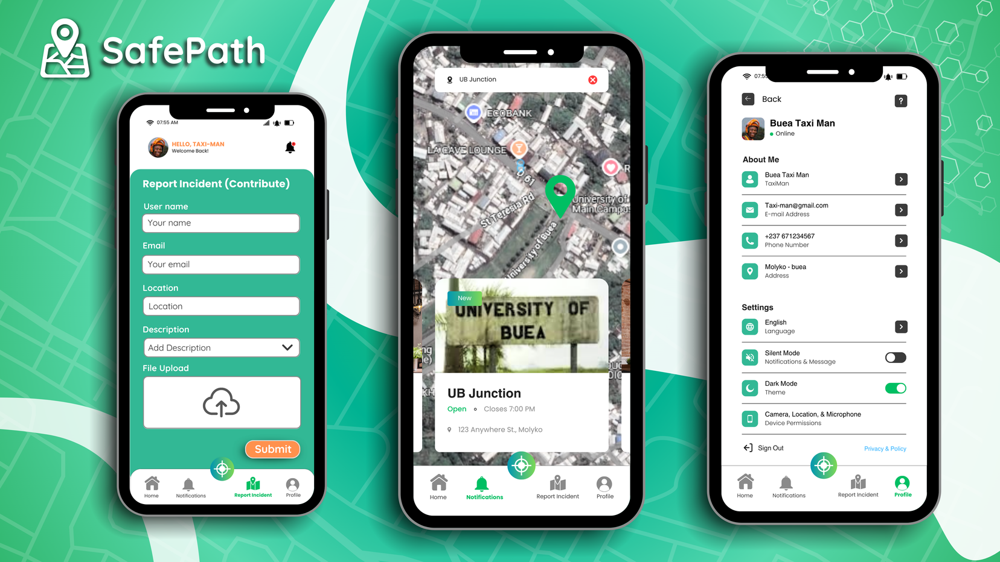 SafePath
07:55 AM
HELLO, TAXI-MAN
Welcome Back!
Report Incident (Contribute)
User name
Your name
Email
Your email
Location
Location
Description
Add Description
File Upload
Submit
Home
Notifications
Report Incident
Profile
UB Junction
ECOBANK
LA CAVE LOUNGE
D 61
St Teresia Rd
University of
Main Campus
University of Buea
New
UNIVERSITY OF
BUEA
UB Junction
Open
Closes 7:00 PM
123 Anywhere St., Molyko
Home
Notifications
Report Incident
Profile
07:55
Back
?
Buea Taxi Man
Online
About Me
Buea Taxi Man
TaxiMan
Taxi-man@gmail.com
E-mail Address
+237 671234567
Phone Number
Molyko - buea
Address
Settings
English
Language
Silent Mode
Notifications & Message
Dark Mode
Theme
Camera, Location, & Microphone
Device Permissions
Sign Out
Privacy & Policy
Home
Notifications
Report Incident
Profile